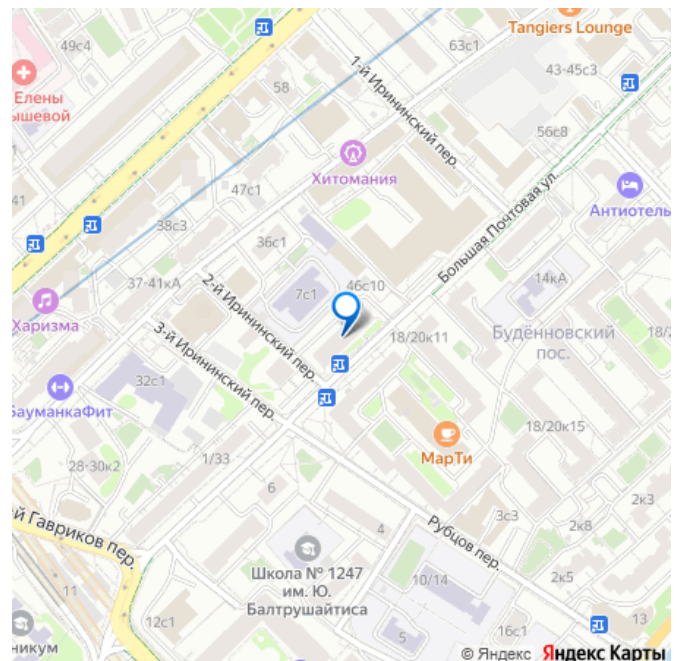 49с4
Tangiers Lounge
63с1
43-45с3
Елены
ышевой
58
1-й Ирининский пер.
56с8
Хитомания
41
47с1
Большая Почтовая ул.
Антиотель
38с3
36с1
46с10
14кА
37-41кА
2-й Ирининский пер.
7с1
Харизма
3-й Ирининский пер.
18/20к11
Будённовский
пос.
18/2
32с1
БауманкаФит
18/20к15
МарТи
1/33
28-30к2
6
2к3
й Гавриков пер.
3с3
2к8
Рубцов пер.
4
Школа № 1247
им. Ю.
Балтрушайтиса
10/14
2к5
11
12с1
13
никум
5
16с1
© Яндекс Яндекс Карты